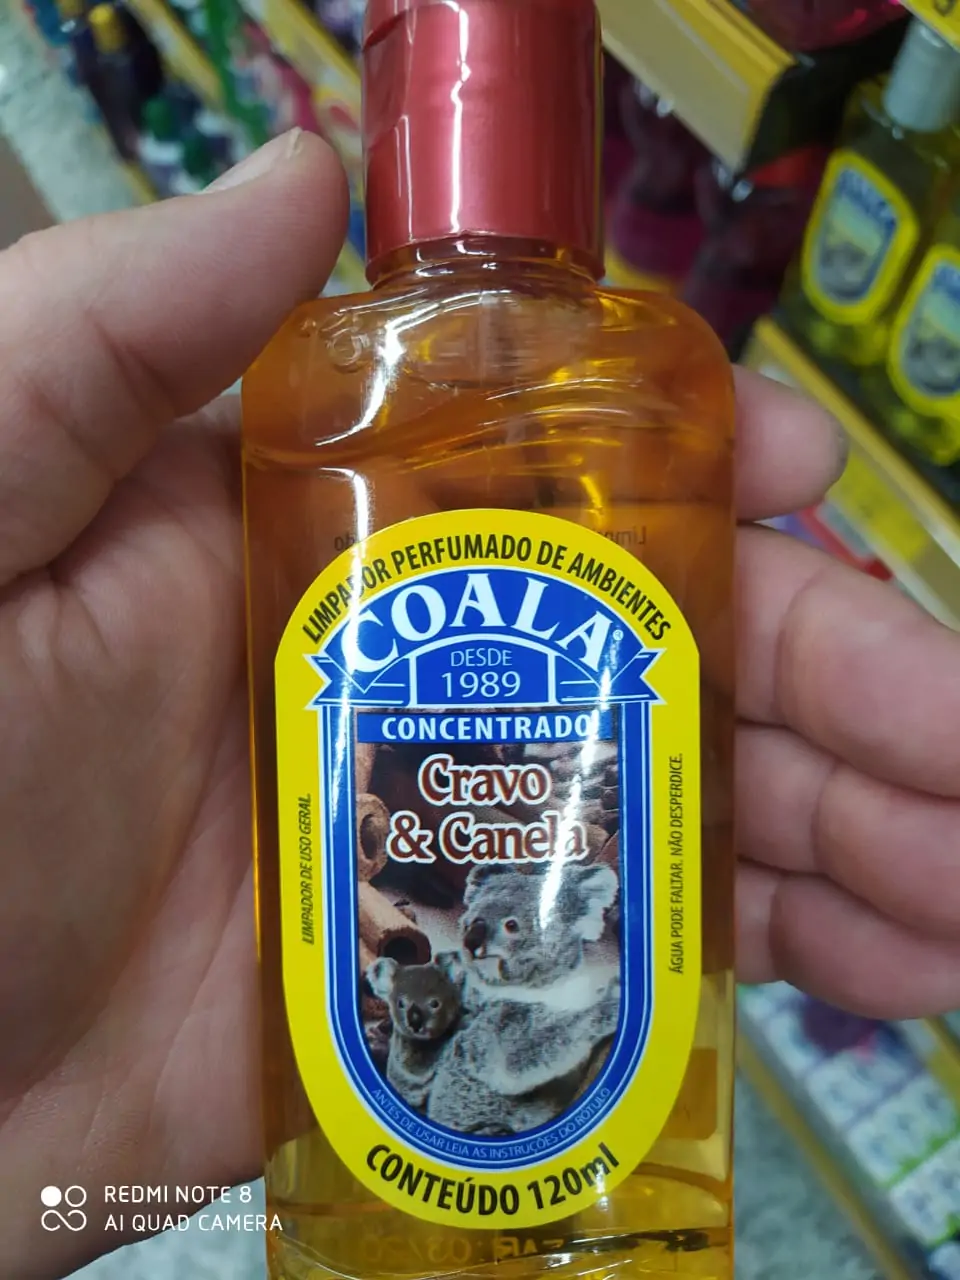 LIMPADOR PERFUMADO DE AMBIENTES
COALA®
DESDE
1989
CONCENTRADO
Cravo
& Canela
LIMPADOR DE USO GERAL.
ÁGUA PODE FALTAR. NÃO DESPERDICE.
ANTES DE USAR LEIA AS INSTRUÇÕES DO RÓTULO
CONTEÚDO 120ml
REDMI NOTE 8
AI QUAD CAMERA